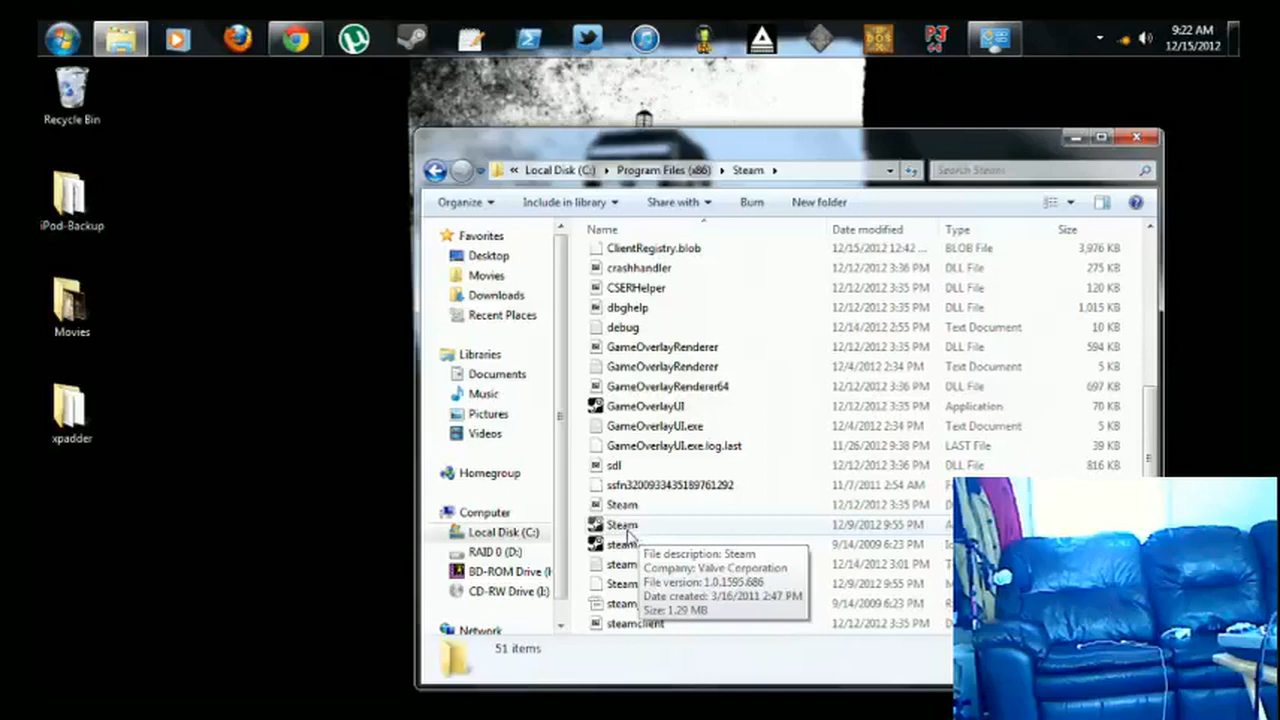 9:22 AM
12/15/2012
Recycle Bin
iPod-Backup
Movies
xpadder
« Local Disk (C:) Program Files (x86) Steam
Search Steam
Organize Include in library Share with Burn New folder
Favorites
Desktop
Movies
Downloads
Recent Places
Libraries
Documents
Music
Pictures
Videos
Homegroup
Computer
Local Disk (C:)
RAID 0 (D:)
BD-ROM Drive (
CD-RW Drive (I:)
Network
Name Date modified Type Size
ClientRegistry.blob 12/15/2012 12:42 ... BLOB File 3,976 KB
crashhandler 12/12/2012 3:36 PM DLL File 275 KB
CSERHelper 12/12/2012 3:35 PM DLL File 120 KB
dbghelp 12/12/2012 3:35 PM DLL File 1,015 KB
debug 12/14/2012 2:55 PM Text Document 10 KB
GameOverlayRenderer 12/12/2012 3:35 PM DLL File 594 KB
GameOverlayRenderer 12/4/2012 2:34 PM Text Document 5 KB
GameOverlayRenderer64 12/12/2012 3:36 PM DLL File 697 KB
GameOverlayUI 12/12/2012 3:35 PM Application 70 KB
GameOverlayUI.exe 12/4/2012 2:34 PM Text Document 5 KB
GameOverlayUI.exe.log.last 11/26/2012 9:38 PM LAST File 39 KB
sdl 12/12/2012 3:36 PM DLL File 816 KB
ssfn3200933435189761292 11/7/2011 2:54 AM
Steam 12/12/2012 3:35 PM
Steam 12/9/2012 9:55 PM
steam 9/14/2009 6:23 PM
steam 12/14/2012 3:01 PM
Steam 12/9/2012 9:55 PM
steam 9/14/2009 6:23 PM
steamclient 12/12/2012 3:35 PM
File description: Steam
Company: Valve Corporation
File version: 1.0.1595.686
Date created: 3/16/2011 2:47 PM
Size: 1.29 MB
51 items